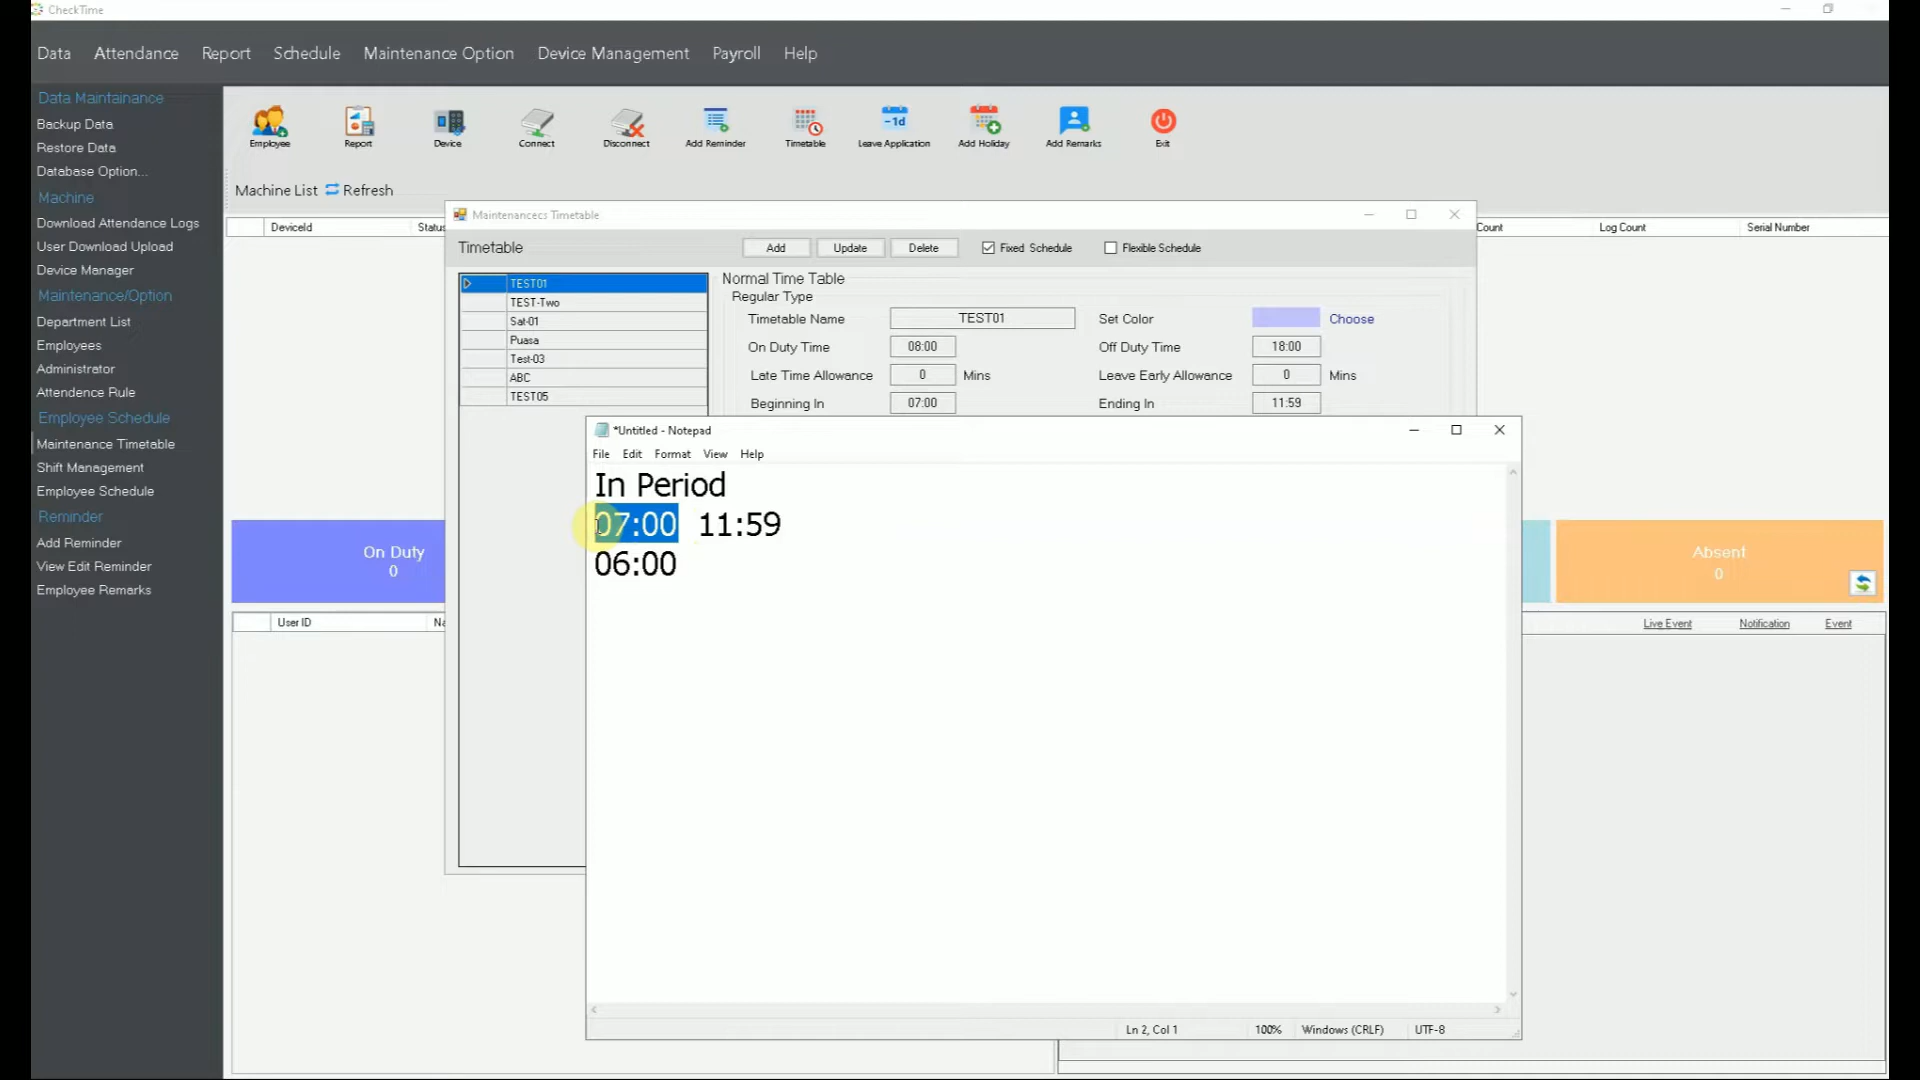 CheckTime
Data Attendance Report Schedule Maintenance Option Device Management Payroll Help
Data Maintainance
Backup Data
Restore Data
Database Option...
Machine
Download Attendance Logs
User Download Upload
Device Manager
Maintenance/Option
Department List
Employees
Administrator
Attendence Rule
Employee Schedule
Maintenance Timetable
Shift Management
Employee Schedule
Reminder
Add Reminder
View Edit Reminder
Employee Remarks
Employee Report Device Connect Disconnect Add Reminder Timetable -1d Leave Application Add Holiday Add Remarks Exit
Machine List Refresh
DeviceId Status Count Log Count Serial Number
Maintenancecs Timetable
Timetable Add Update Delete Fixed Schedule Flexible Schedule
TEST01
TEST-Two
Sat-01
Puasa
Test-03
ABC
TEST05
Normal Time Table
Regular Type
Timetable Name TEST01 Set Color Choose
On Duty Time 08:00 Off Duty Time 18:00
Late Time Allowance 0 Mins Leave Early Allowance 0 Mins
Beginning In 07:00 Ending In 11:59
*Untitled - Notepad
File Edit Format View Help
In Period
07:00 11:59
06:00
Ln 2, Col 1 100% Windows (CRLF) UTF-8
On Duty
0
Absent
0
User ID Na Live Event Notification Event